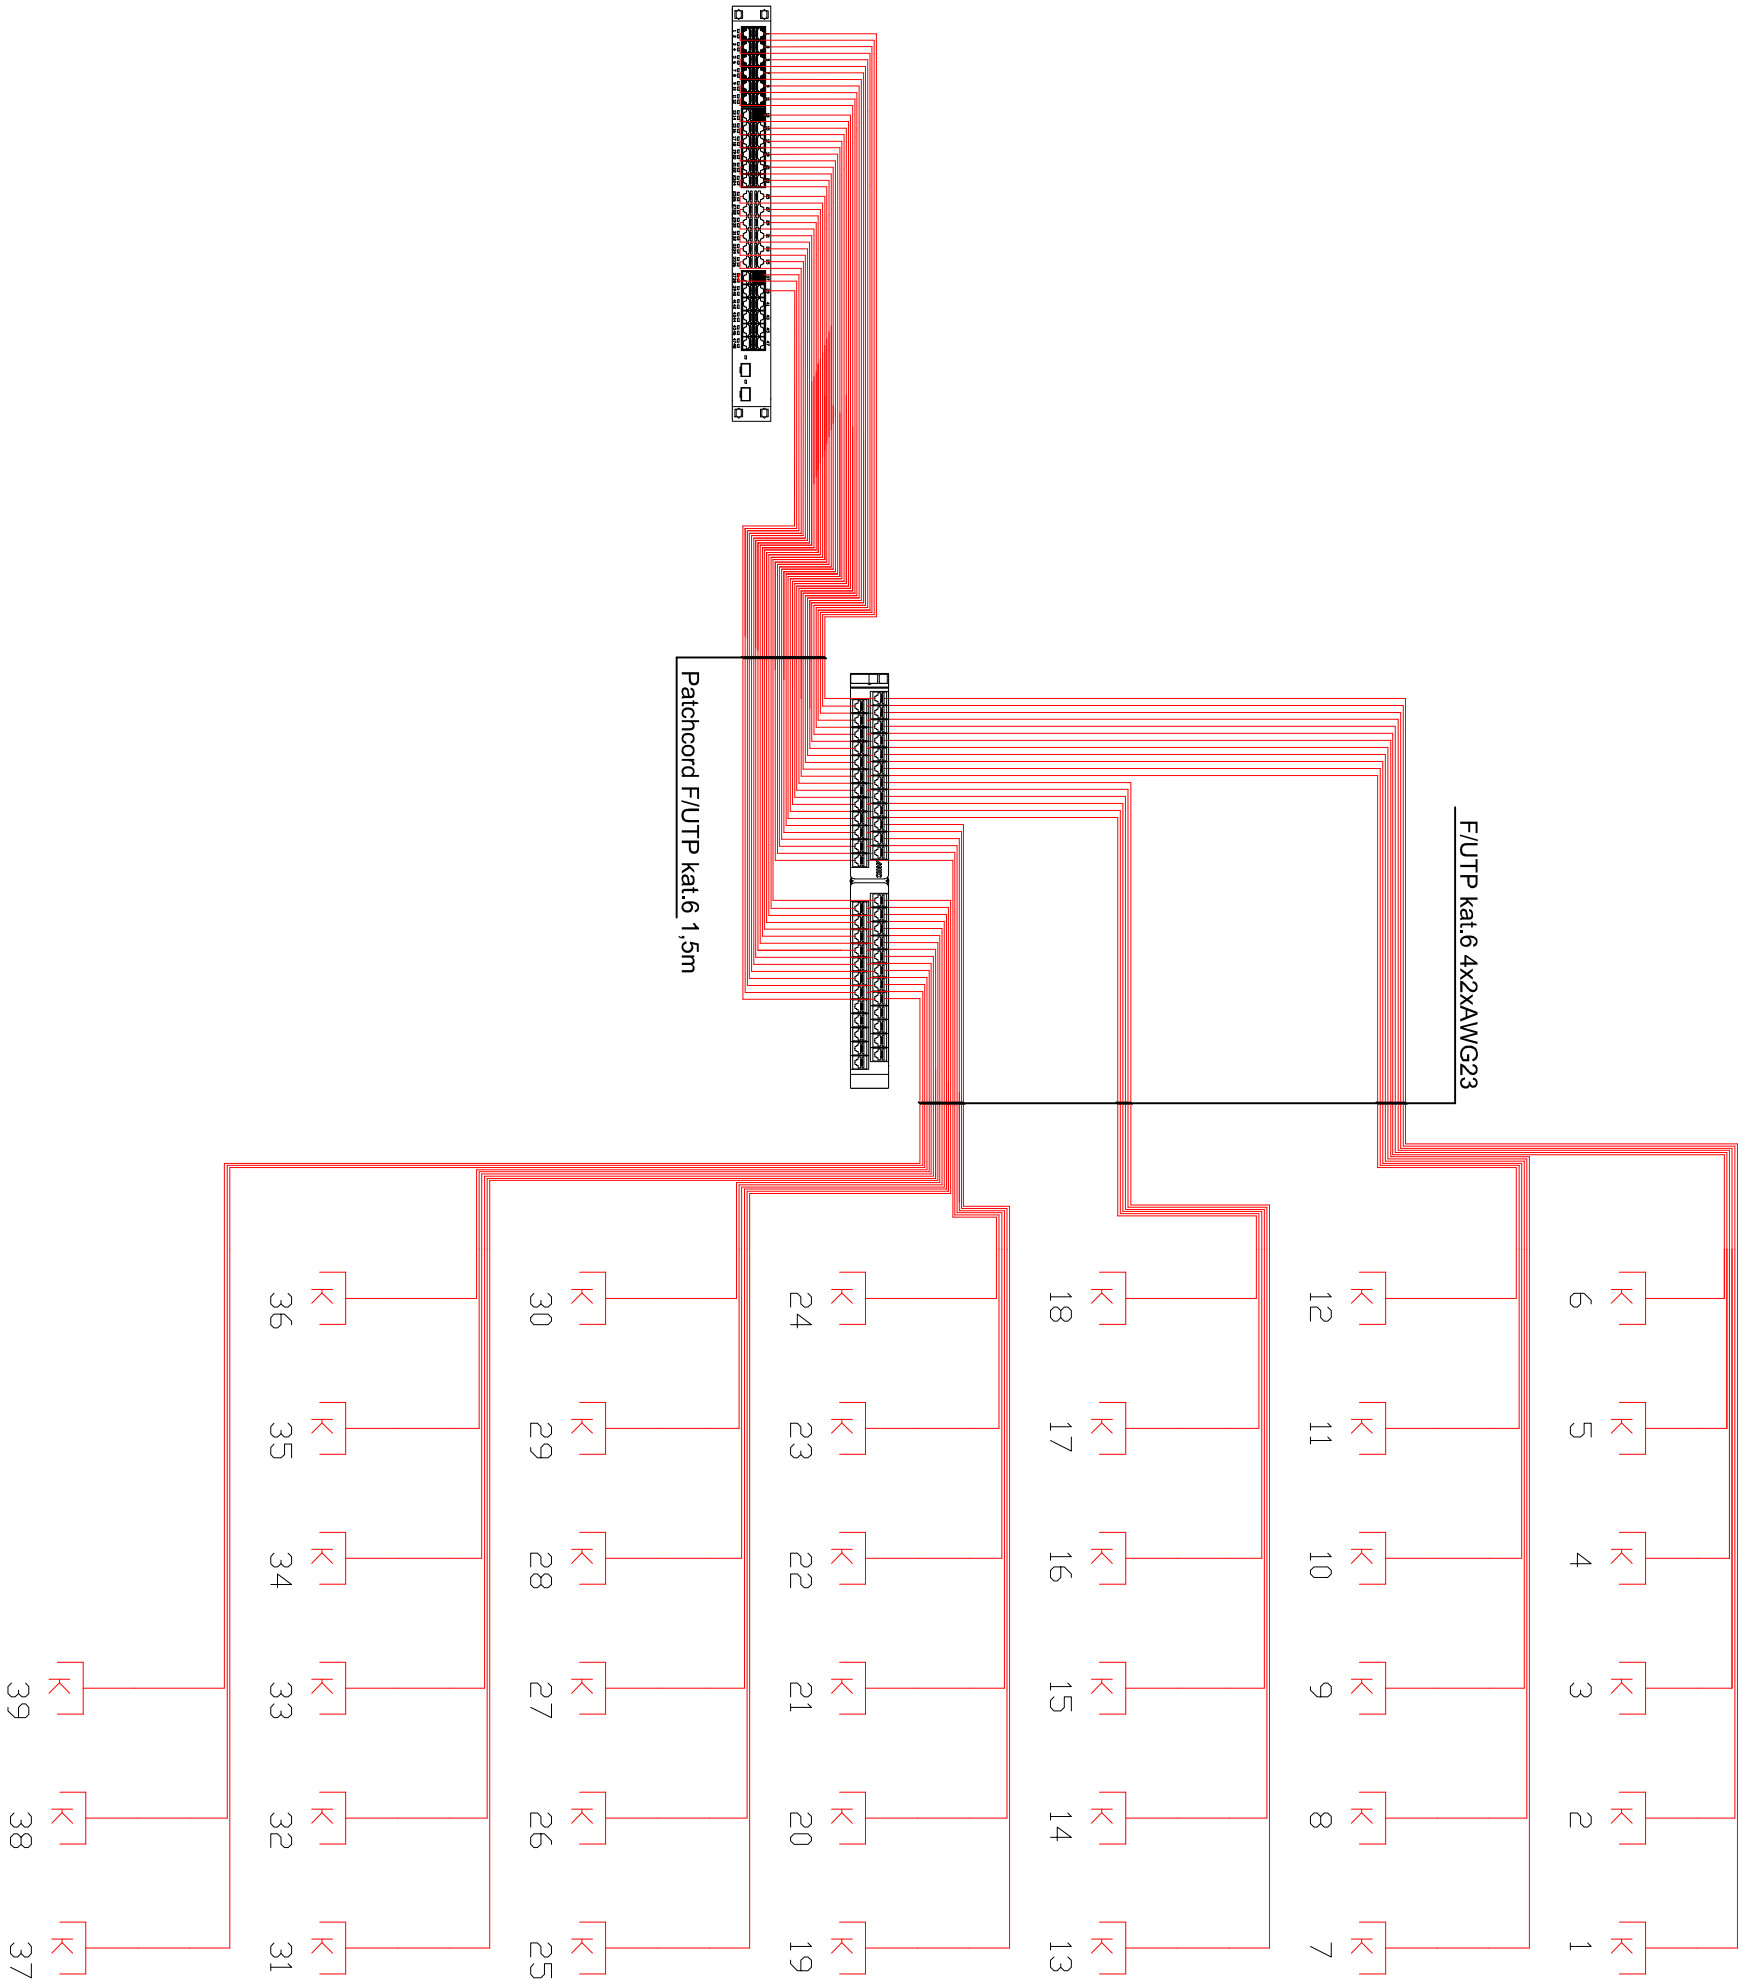 Patchcord F/UTP kat.6 1,5m
F/UTP kat.6 4x2xAWG23
K K K K K K
1 2 3 4 5 6
K K K K K K
7 8 9 10 11 12
K K K K K K
13 14 15 16 17 18
K K K K K K
19 20 21 22 23 24
K K K K K K
25 26 27 28 29 30
K K K K K K
31 32 33 34 35 36
K K K
37 38 39